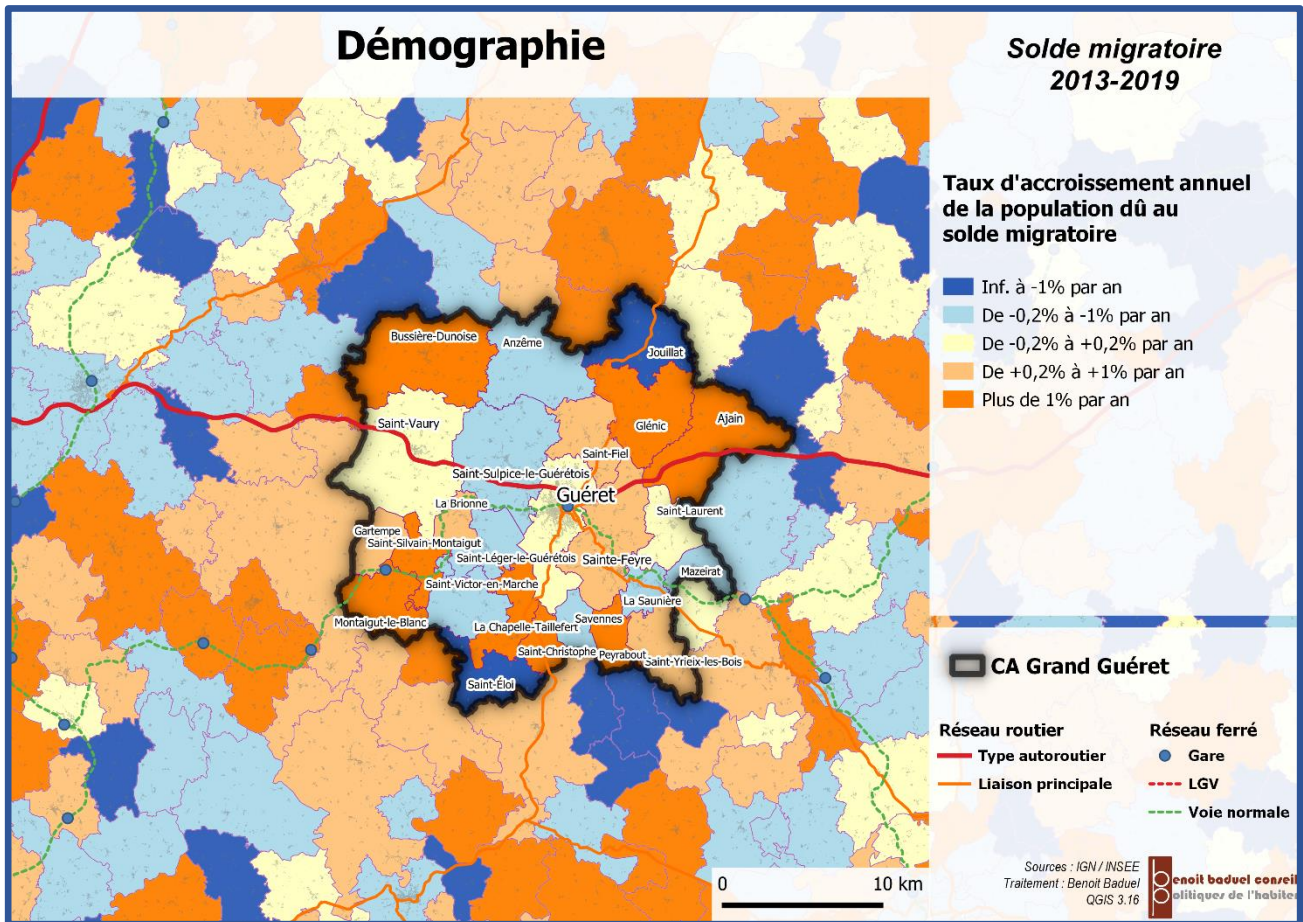 Démographie
Solde migratoire
2013-2019
Taux d'accroissement annuel
de la population dû au
solde migratoire
Inf. à -1% par an
De -0,2% à -1% par an
De -0,2% à +0,2% par an
De +0,2% à +1% par an
Plus de 1% par an
Bussière-Dunoise
Anzême
Jouillat
Saint-Vaury
Glénic
Ajain
Saint-Fiel
Saint-Sulpice-le-Guérétois
Guéret
La Brionne
Saint-Laurent
Gartempe
Saint-Silvain-Montaigut
Saint-Léger-le-Guérétois
Sainte-Feyre
Mazeirat
Saint-Victor-en-Marche
La Saunière
Montaigut-le-Blanc
La Chapelle-Taillefert
Savennes
Saint-Christophe
Peyrabout
Saint-Yrieix-les-Bois
Saint-Éloi
CA Grand Guéret
Réseau routier
Type autoroutier
Liaison principale
Réseau ferré
Gare
LGV
Voie normale
0 10 km
Sources : IGN / INSEE
Traitement : Benoit Baduel
QGIS 3.16
benoit baduel conseil
politiques de l'habitat